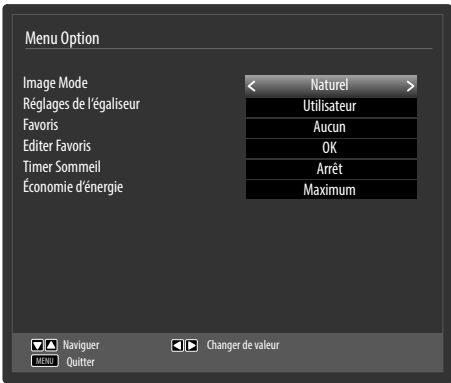 Menu Option
Image Mode < Naturel >
Réglages de l'égaliseur Utilisateur
Favoris Aucun
Editer Favoris OK
Timer Sommeil Arrêt
Économie d'énergie Maximum
Naviguer Changer de valeur
MENU Quitter